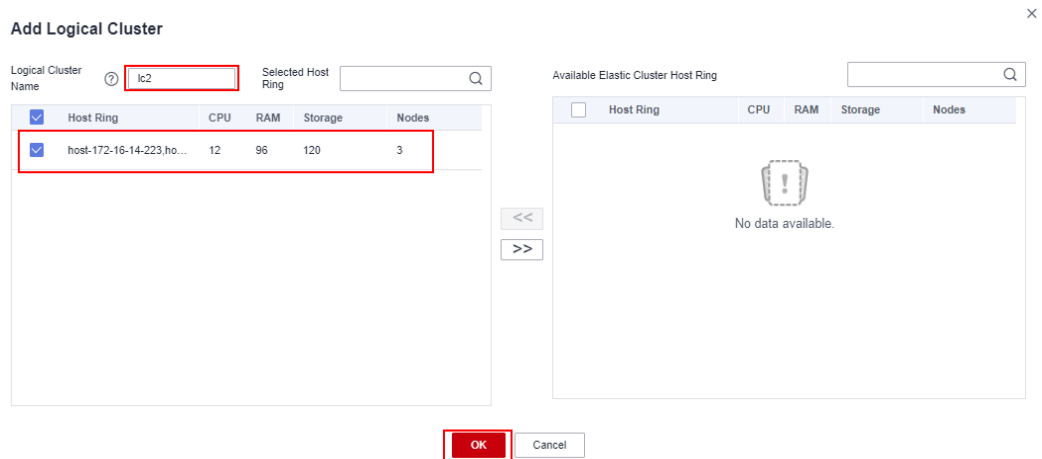 ×
Add Logical Cluster
Logical Cluster
Name
?
lc2
Selected Host
Ring
Host Ring CPU RAM Storage Nodes
host-172-16-14-223,ho... 12 96 120 3
<<
>>
Available Elastic Cluster Host Ring
Host Ring CPU RAM Storage Nodes
!
No data available.
OK Cancel